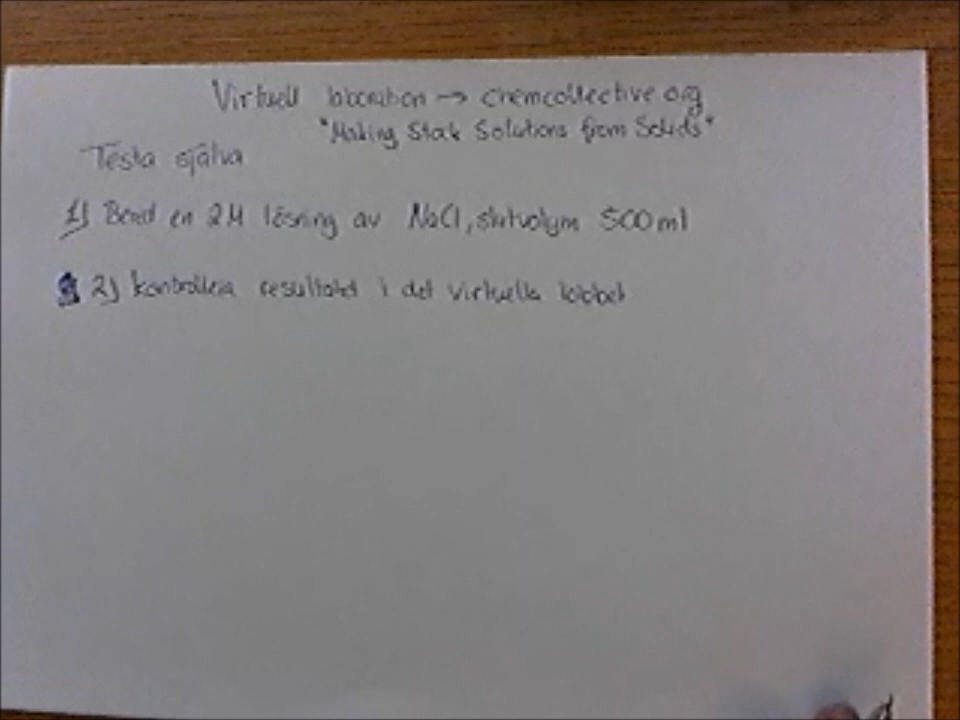 Virtuell laboration → chemcollective.org
"Making Stock Solutions from Solids"
Testa själva
1) Bered en 2M lösning av NaCl, slutvolym 500 ml
2) kontrollera resultatet i det virtuella labbet